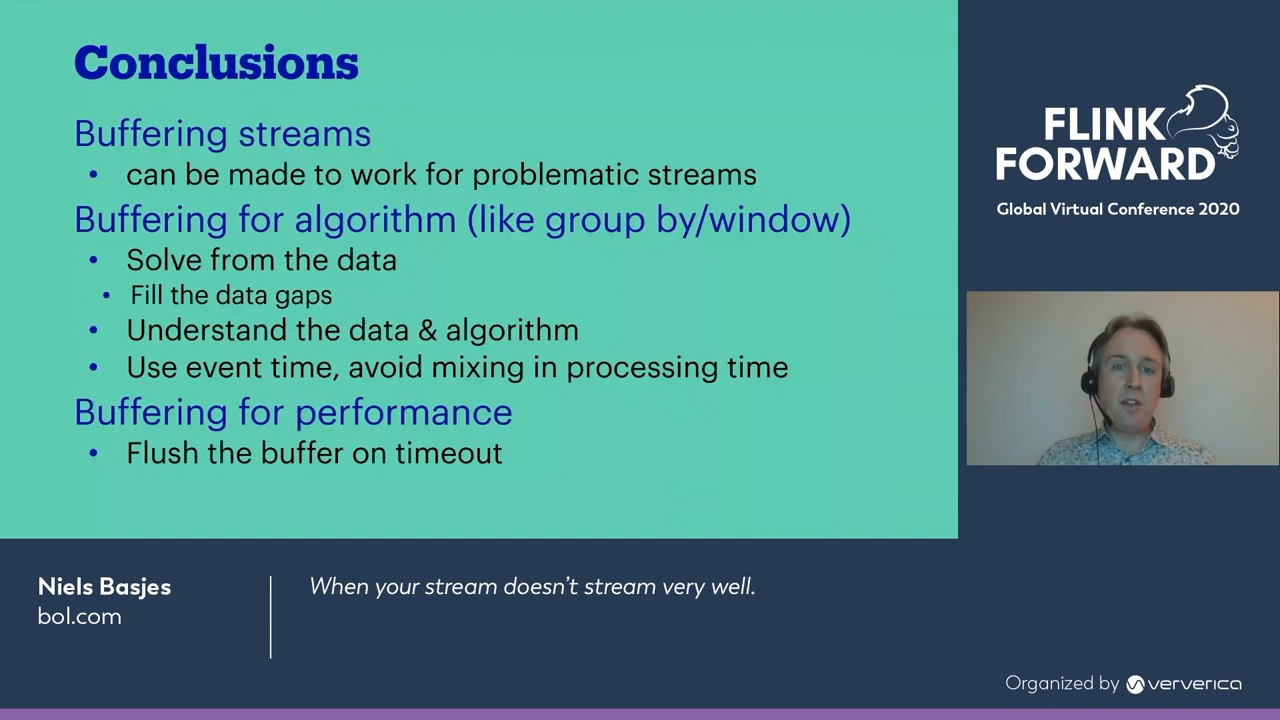 Conclusions
Buffering streams
• can be made to work for problematic streams
Buffering for algorithm (like group by/window)
• Solve from the data
• Fill the data gaps
• Understand the data & algorithm
• Use event time, avoid mixing in processing time
Buffering for performance
• Flush the buffer on timeout
FLINK
FORWARD
Global Virtual Conference 2020
Niels Basjes
bol.com
When your stream doesn’t stream very well.
Organized by ververica